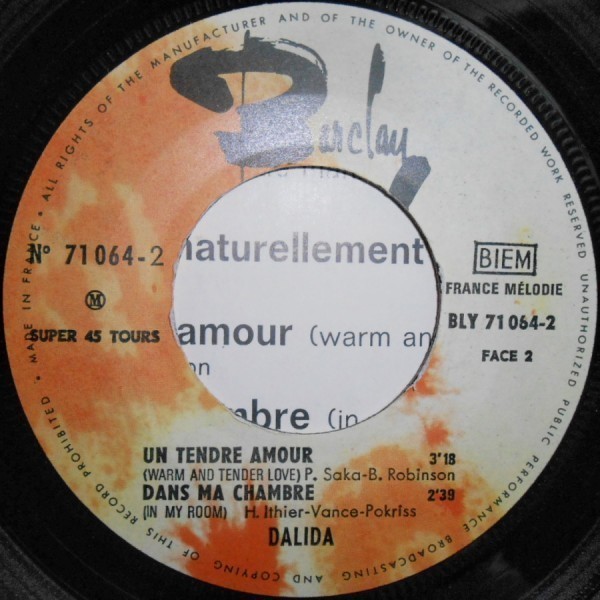 MADE IN FRANCE • ALL RIGHTS OF THE MANUFACTURER AND OF THE OWNER OF THE RECORDED WORK RESERVED UNAUTHORIZED PUBLIC PERFORMANCE BROADCASTING AND COPYING OF THIS RECORD PROHIBITED •
Barclay
Nº 71064-2
M
SUPER 45 TOURS
BIEM
FRANCE MÉLODIE
BLY 71064-2
FACE 2
naturellement
amour (warm an
on
mbre (in
UN TENDRE AMOUR 3'18
(WARM AND TENDER LOVE) P. Saka-B. Robinson
DANS MA CHAMBRE 2'39
(IN MY ROOM) H. Ithier-Vance-Pokriss
DALIDA